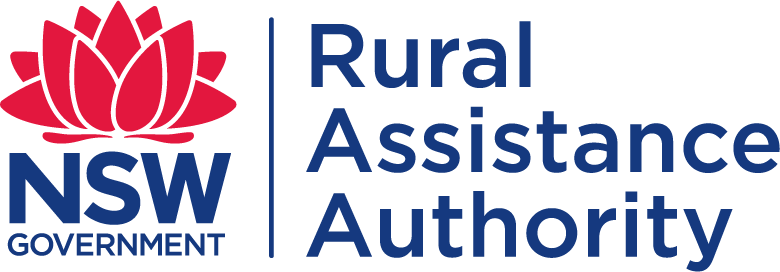 NSW
GOVERNMENT
Rural
Assistance
Authority